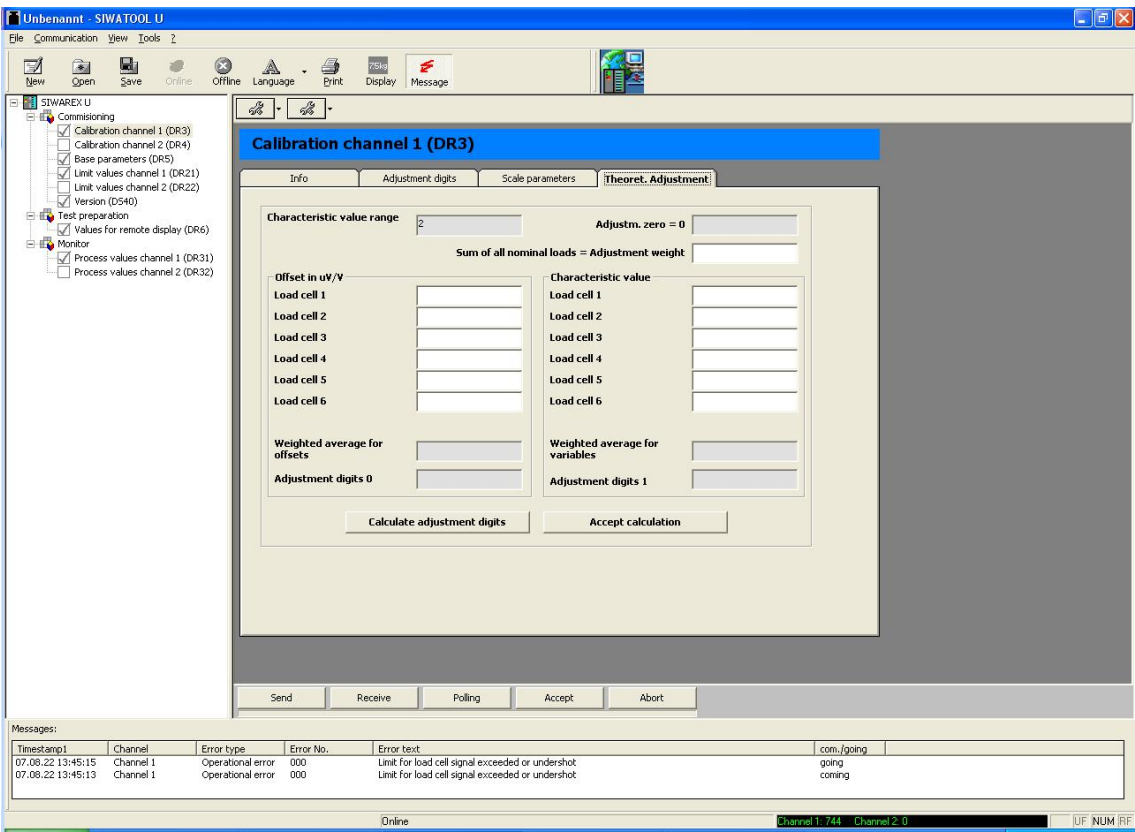 Unbenannt - SIWATOOL U
File Communication View Tools ?
New Open Save Online Offline Language Print 75kg Display Message
SIWAREX U
Commisioning
Calibration channel 1 (DR3)
Calibration channel 2 (DR4)
Base parameters (DR5)
Limit values channel 1 (DR21)
Limit values channel 2 (DR22)
Version (DS40)
Test preparation
Values for remote display (DR6)
Monitor
Process values channel 1 (DR31)
Process values channel 2 (DR32)
Calibration channel 1 (DR3)
Info Adjustment digits Scale parameters Theoret. Adjustment
Characteristic value range 2 Adjustm. zero = 0
Sum of all nominal loads = Adjustment weight
Offset in uV/V Characteristic value
Load cell 1 Load cell 1
Load cell 2 Load cell 2
Load cell 3 Load cell 3
Load cell 4 Load cell 4
Load cell 5 Load cell 5
Load cell 6 Load cell 6
Weighted average for Weighted average for
offsets variables
Adjustment digits 0 Adjustment digits 1
Calculate adjustment digits Accept calculation
Send Receive Polling Accept Abort
Messages:
Timestamp1 Channel Error type Error No. Error text com./going
07.08.22 13:45:15 Channel 1 Operational error 000 Limit for load cell signal exceeded or undershot going
07.08.22 13:45:13 Channel 1 Operational error 000 Limit for load cell signal exceeded or undershot coming
Online Channel 1: 744 Channel 2: 0 UF NUM RF